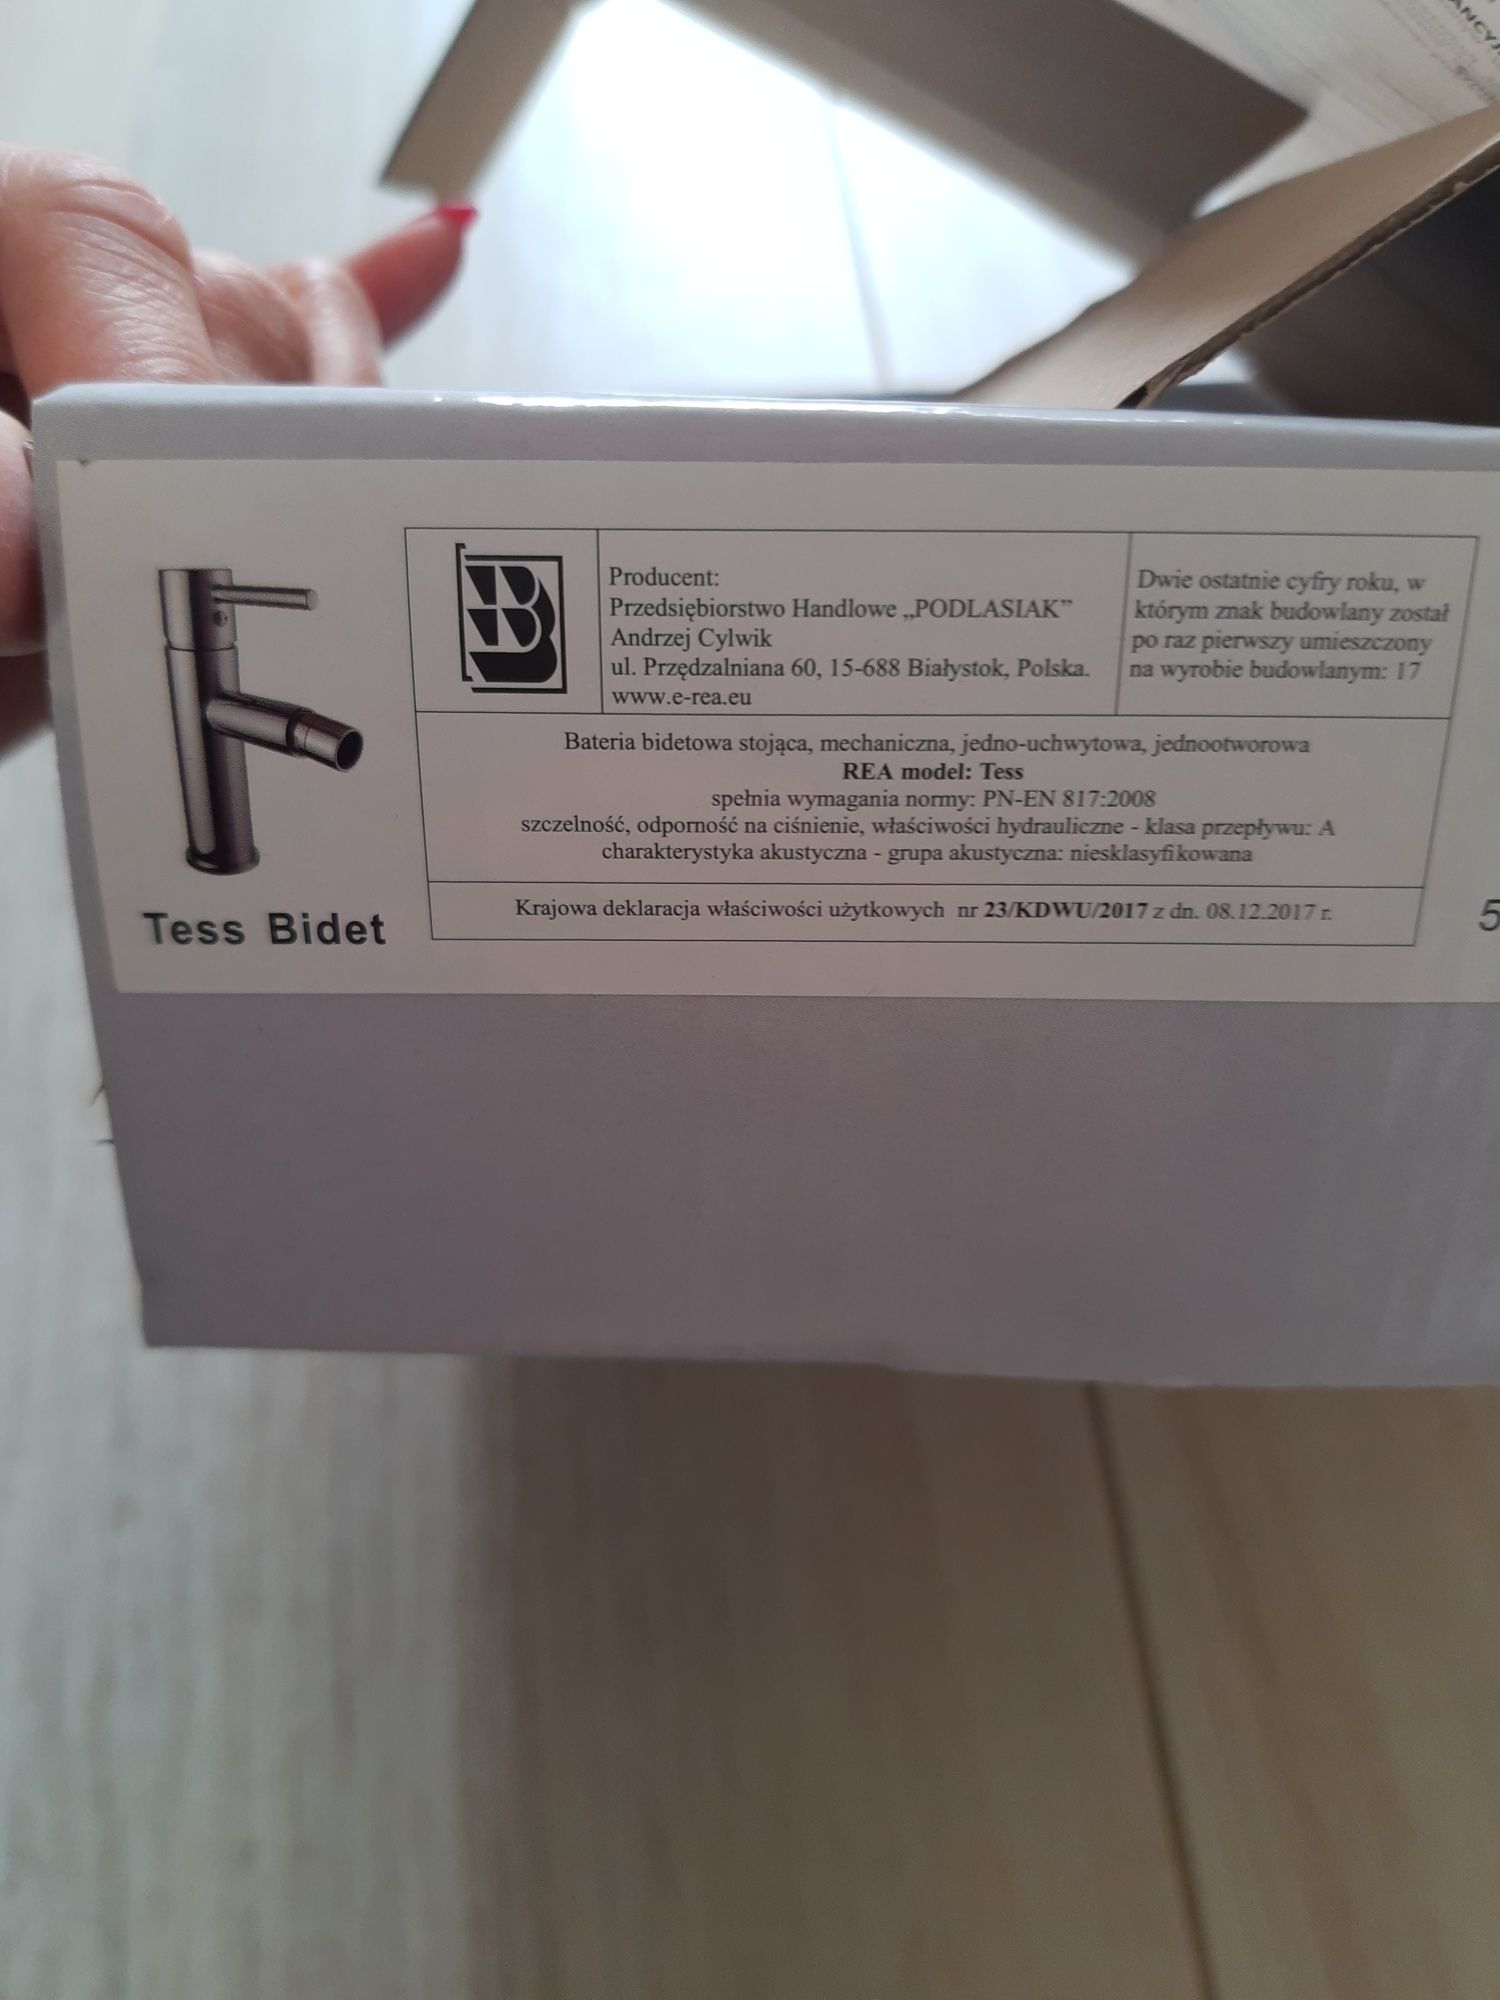 Producent:
Przedsiębiorstwo Handlowe „PODLASIAK”
Andrzej Cylwik
ul. Przędzalniana 60, 15-688 Białystok, Polska.
www.e-rea.eu
Dwie ostatnie cyfry roku, w
którym znak budowlany został
po raz pierwszy umieszczony
na wyrobie budowlanym: 17
Bateria bidetowa stojąca, mechaniczna, jedno-uchwytowa, jednootworowa
REA model: Tess
spełnia wymagania normy: PN-EN 817:2008
szczelność, odporność na ciśnienie, właściwości hydrauliczne - klasa przepływu: A
charakterystyka akustyczna - grupa akustyczna: niesklasyfikowana
Krajowa deklaracja właściwości użytkowych nr 23/KDWU/2017 z dn. 08.12.2017 r.
Tess Bidet
5